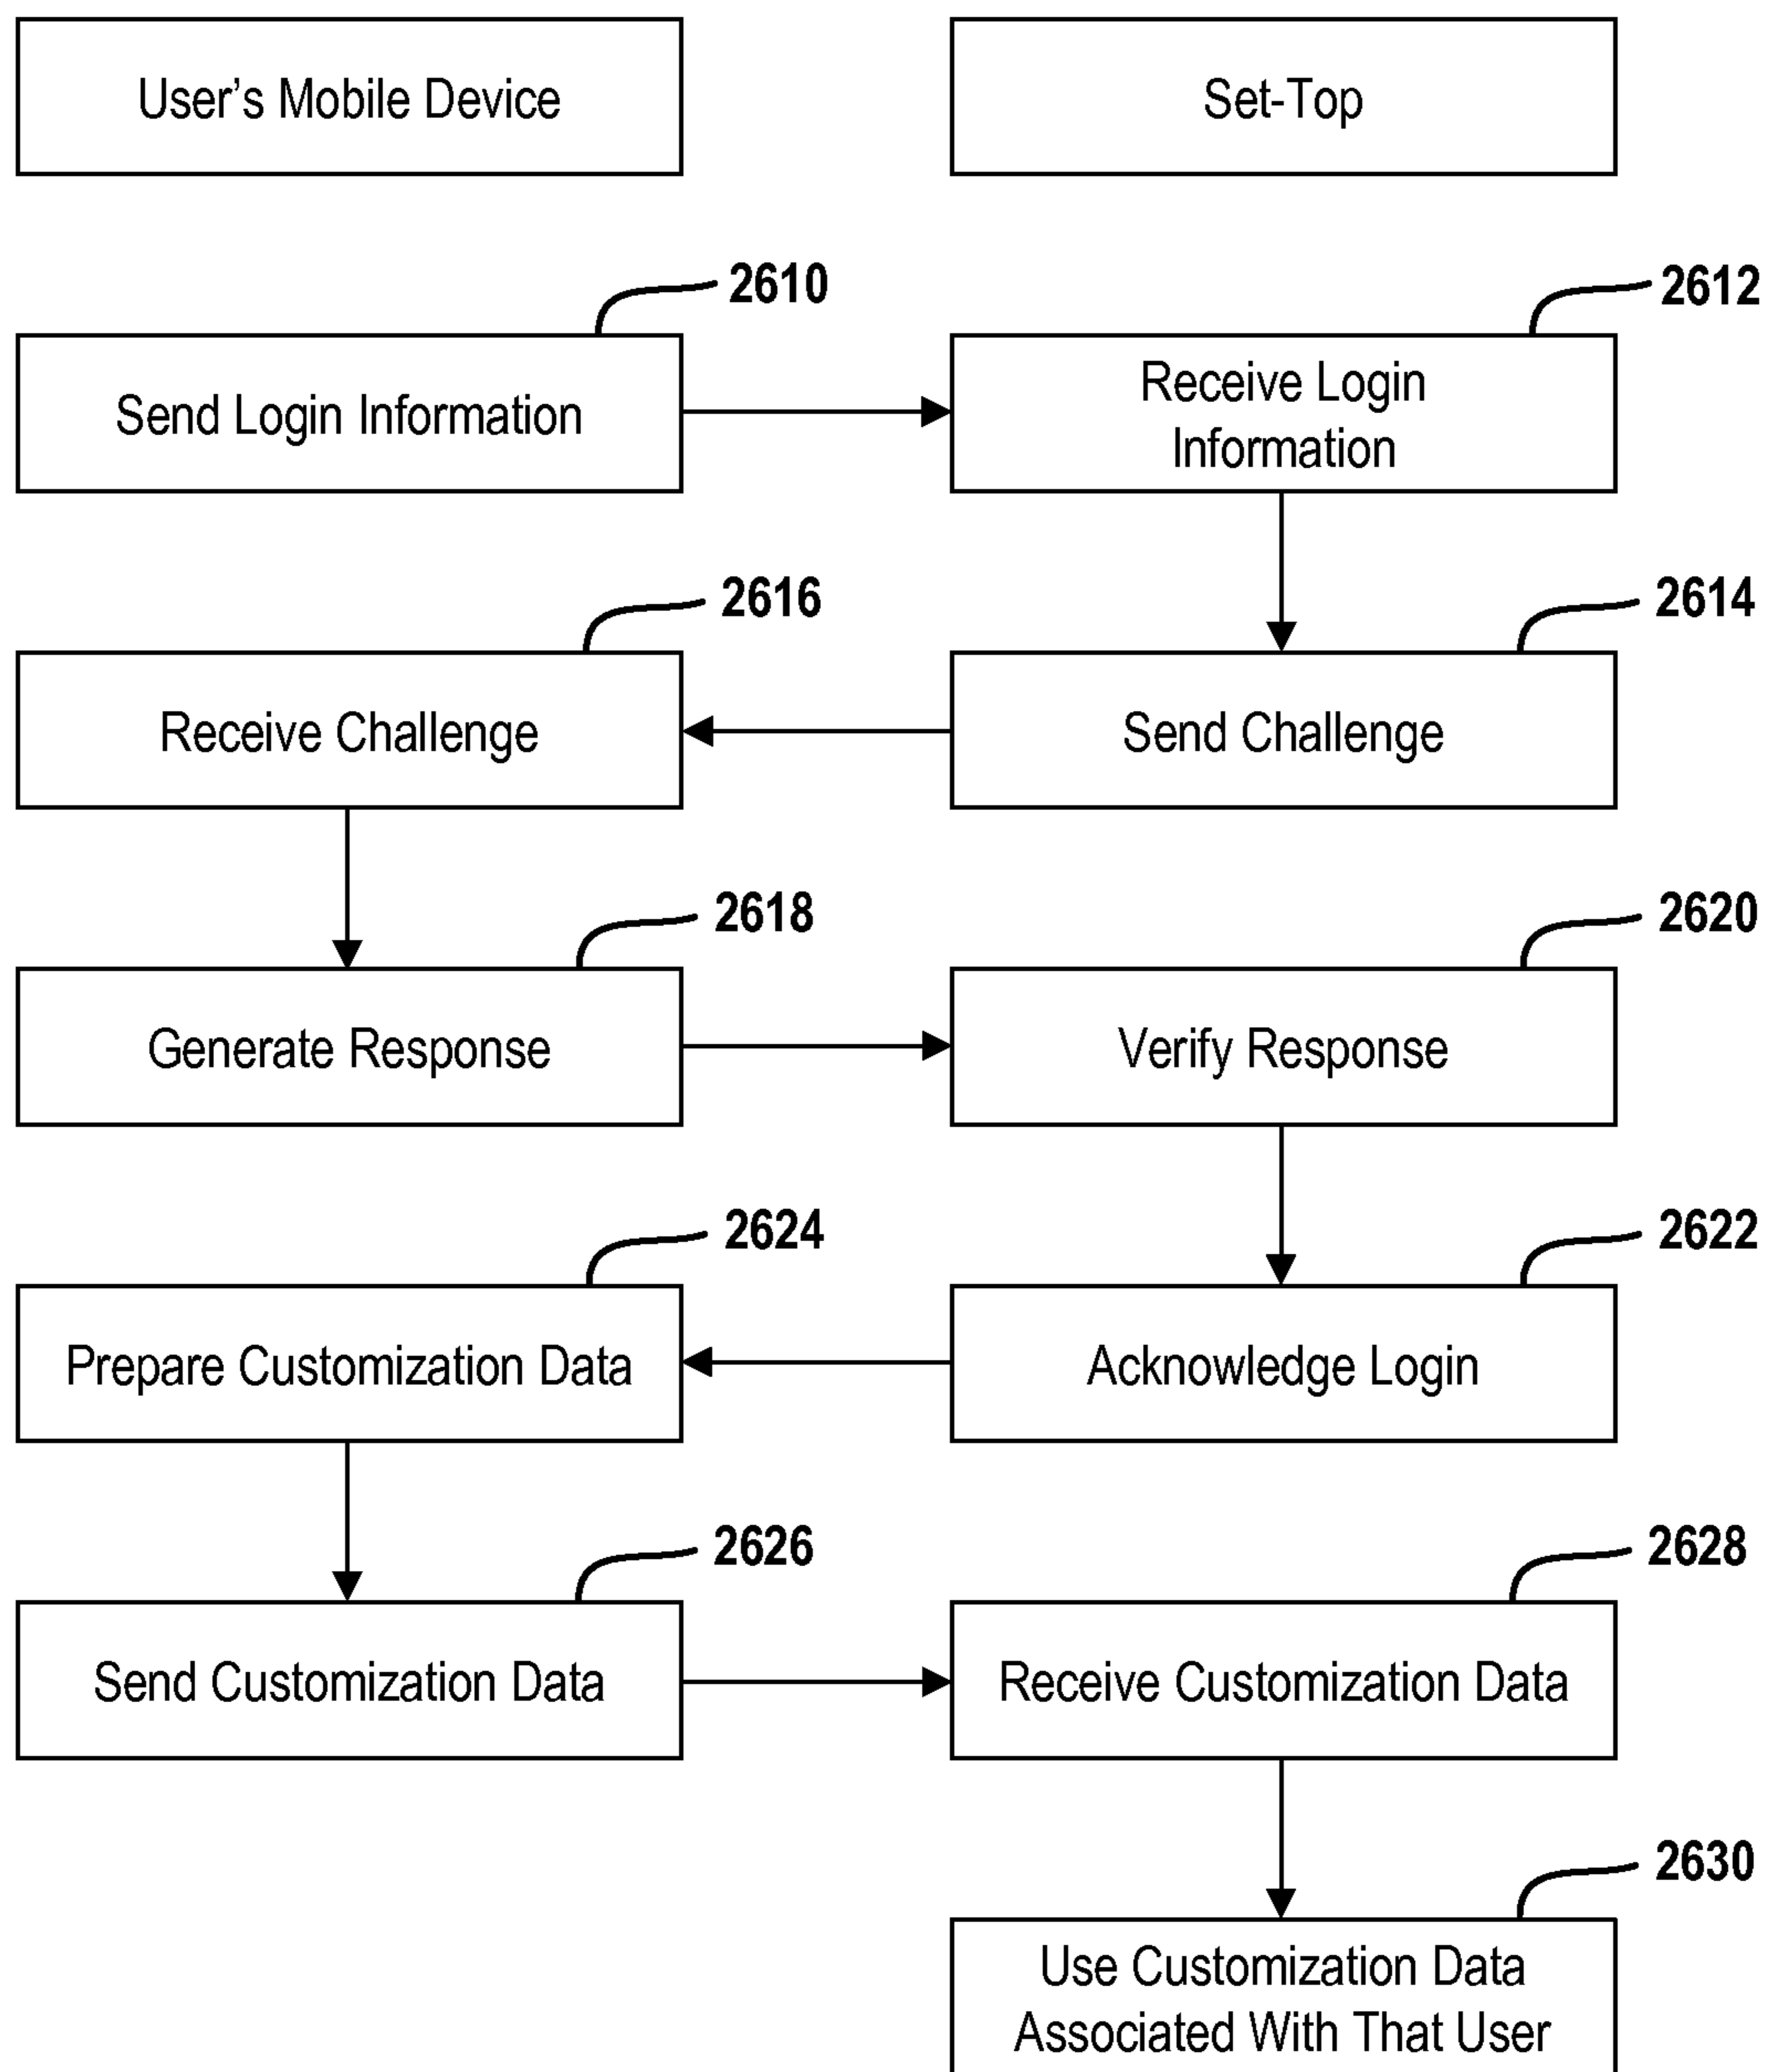 User's Mobile Device
Set-Top
2610
2612
Send Login Information
Receive Login
Information
2616
2614
Receive Challenge
Send Challenge
2618
2620
Generate Response
Verify Response
2624
2622
Prepare Customization Data
Acknowledge Login
2626
2628
Send Customization Data
Receive Customization Data
2630
Use Customization Data
Associated With That User